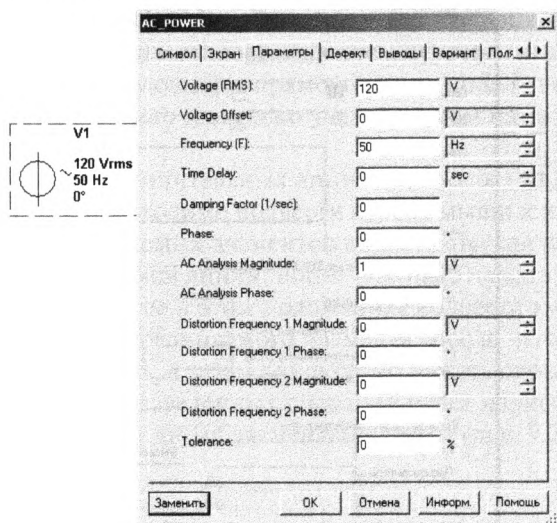 AC_POWER
Символ Экран Параметры Дефект Выводы Вариант Поля
Voltage (RMS): 120 V
Voltage Offset: 0 V
Frequency (F): 50 Hz
Time Delay: 0 sec
Damping Factor (1/sec): 0
Phase: 0 °
AC Analysis Magnitude: 1 V
AC Analysis Phase: 0 °
Distortion Frequency 1 Magnitude: 0 V
Distortion Frequency 1 Phase: 0 °
Distortion Frequency 2 Magnitude: 0 V
Distortion Frequency 2 Phase: 0 °
Tolerance: 0 %
Заменить OK Отмена Информ. Помощь
V1
120 Vrms
50 Hz
0°